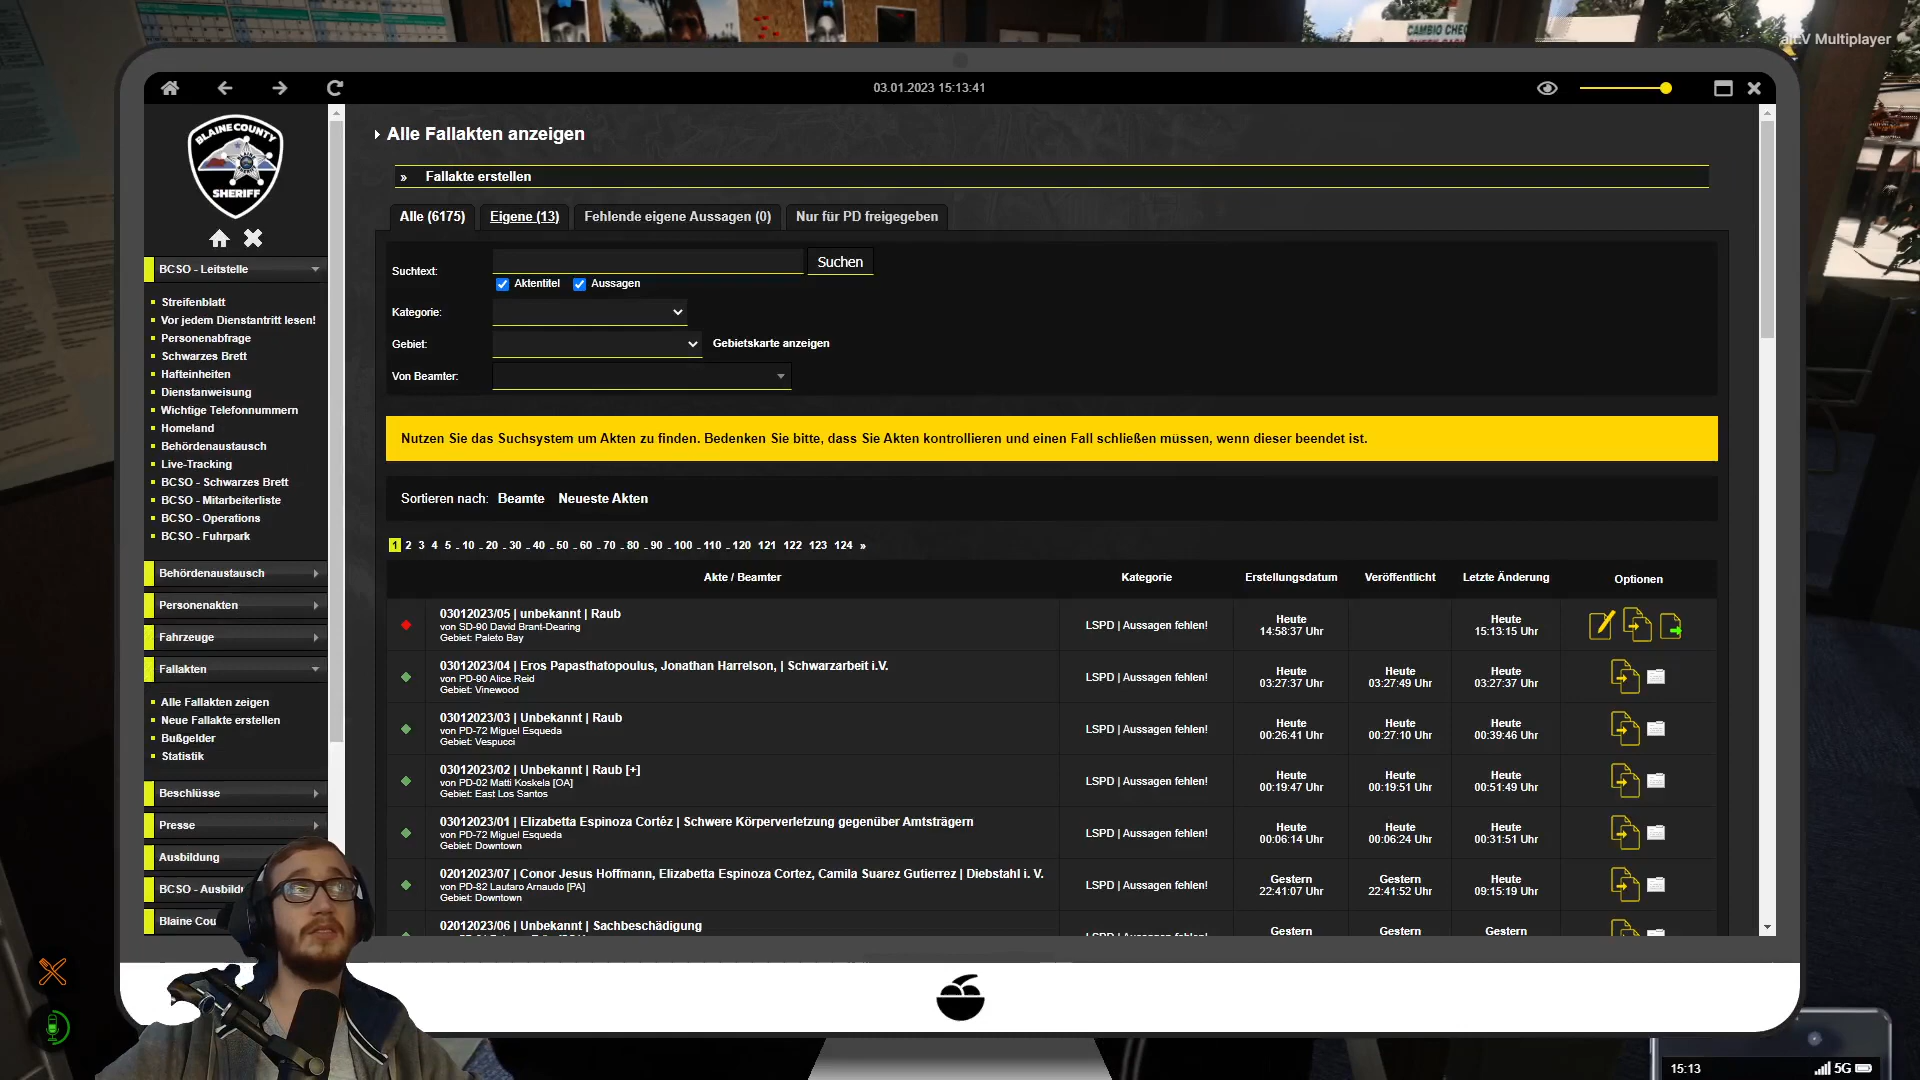 CAMBIO CHEC
alt:V Multiplayer
03.01.2023 15:13:41
BLAINE COUNTY
SHERIFF
BCSO - Leitstelle
Streifenblatt
Vor jedem Dienstantritt lesen!
Personenabfrage
Schwarzes Brett
Hafteinheiten
Dienstanweisung
Wichtige Telefonnummern
Homeland
Behördenaustausch
Live-Tracking
BCSO - Schwarzes Brett
BCSO - Mitarbeiterliste
BCSO - Operations
BCSO - Fuhrpark
Behördenaustausch
Personenakten
Fahrzeuge
Fallakten
Alle Fallakten zeigen
Neue Fallakte erstellen
Bußgelder
Statistik
Beschlüsse
Presse
Ausbildung
BCSO - Ausbildu
Blaine Cou
Alle Fallakten anzeigen
» Fallakte erstellen
Alle (6175) Eigene (13) Fehlende eigene Aussagen (0) Nur für PD freigegeben
Suchtext: Suchen
Aktentitel Aussagen
Kategorie:
Gebiet: Gebietskarte anzeigen
Von Beamter:
Nutzen Sie das Suchsystem um Akten zu finden. Bedenken Sie bitte, dass Sie Akten kontrollieren und einen Fall schließen müssen, wenn dieser beendet ist.
Sortieren nach: Beamte Neueste Akten
1 2 3 4 5 .. 10 .. 20 .. 30 .. 40 .. 50 .. 60 .. 70 .. 80 .. 90 .. 100 .. 110 .. 120 121 122 123 124 »
Akte / Beamter Kategorie Erstellungsdatum Veröffentlicht Letzte Änderung Optionen
03012023/05 | unbekannt | Raub
von SD-90 David Brant-Dearing
Gebiet: Paleto Bay
LSPD | Aussagen fehlen!
Heute
14:58:37 Uhr
Heute
15:13:15 Uhr
03012023/04 | Eros Papasthatopoulus, Jonathan Harrelson, | Schwarzarbeit i.V.
von PD-90 Alice Reid
Gebiet: Vinewood
LSPD | Aussagen fehlen!
Heute
03:27:37 Uhr
Heute
03:27:49 Uhr
Heute
03:27:37 Uhr
03012023/03 | Unbekannt | Raub
von PD-72 Miguel Esqueda
Gebiet: Vespucci
LSPD | Aussagen fehlen!
Heute
00:26:41 Uhr
Heute
00:27:10 Uhr
Heute
00:39:46 Uhr
03012023/02 | Unbekannt | Raub [+]
von PD-02 Matti Koskela [OA]
Gebiet: East Los Santos
LSPD | Aussagen fehlen!
Heute
00:19:47 Uhr
Heute
00:19:51 Uhr
Heute
00:51:49 Uhr
03012023/01 | Elizabetta Espinoza Cortéz | Schwere Körperverletzung gegenüber Amtsträgern
von PD-72 Miguel Esqueda
Gebiet: Downtown
LSPD | Aussagen fehlen!
Heute
00:06:14 Uhr
Heute
00:06:24 Uhr
Heute
00:31:51 Uhr
02012023/07 | Conor Jesus Hoffmann, Elizabetta Espinoza Cortez, Camila Suarez Gutierrez | Diebstahl i. V.
von PD-82 Lautaro Arnaudo [PA]
Gebiet: Downtown
LSPD | Aussagen fehlen!
Gestern
22:41:07 Uhr
Gestern
22:41:52 Uhr
Heute
09:15:19 Uhr
02012023/06 | Unbekannt | Sachbeschädigung
Gestern
Gestern
Gestern
15:13 5G